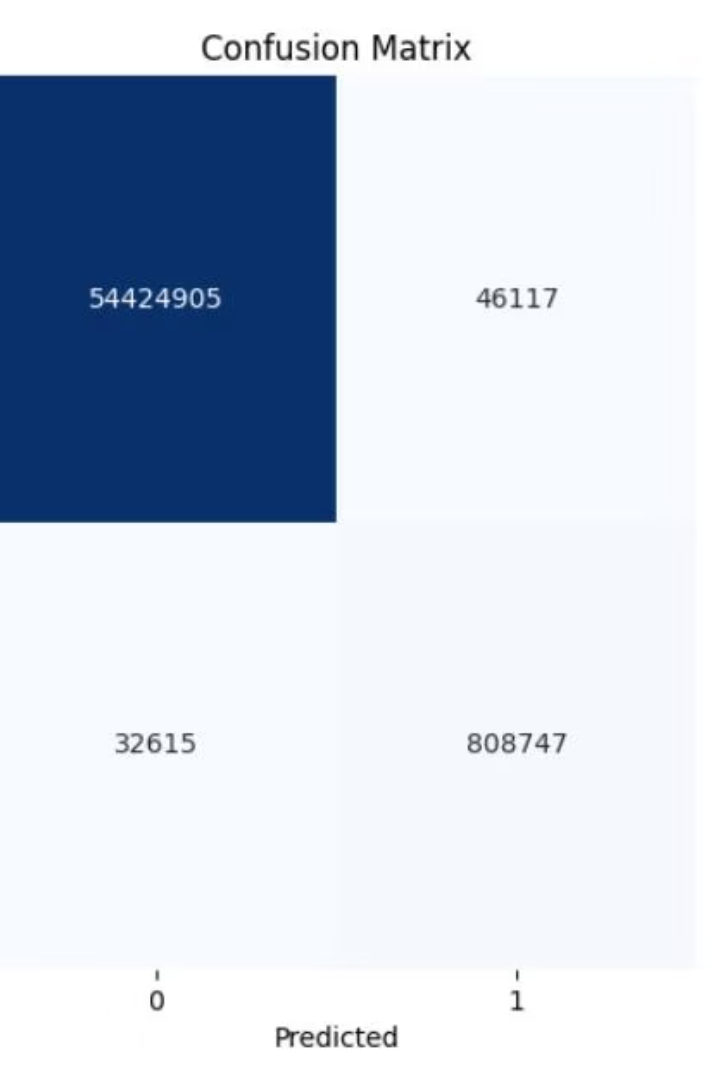 Confusion Matrix
54424905 46117
32615 808747
0 1
Predicted